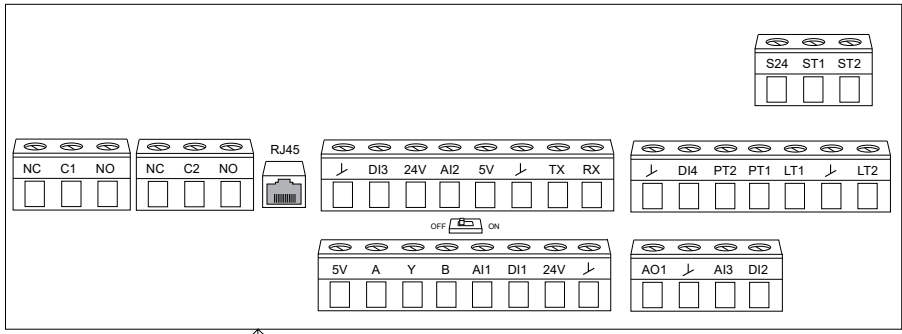 S24 ST1 ST2
RJ45
NC C1 NO NC C2 NO
DI3 24V AI2 5V TX RX
DI4 PT2 PT1 LT1 LT2
OFF ON
5V A Y B AI1 DI1 24V
AO1 AI3 DI2